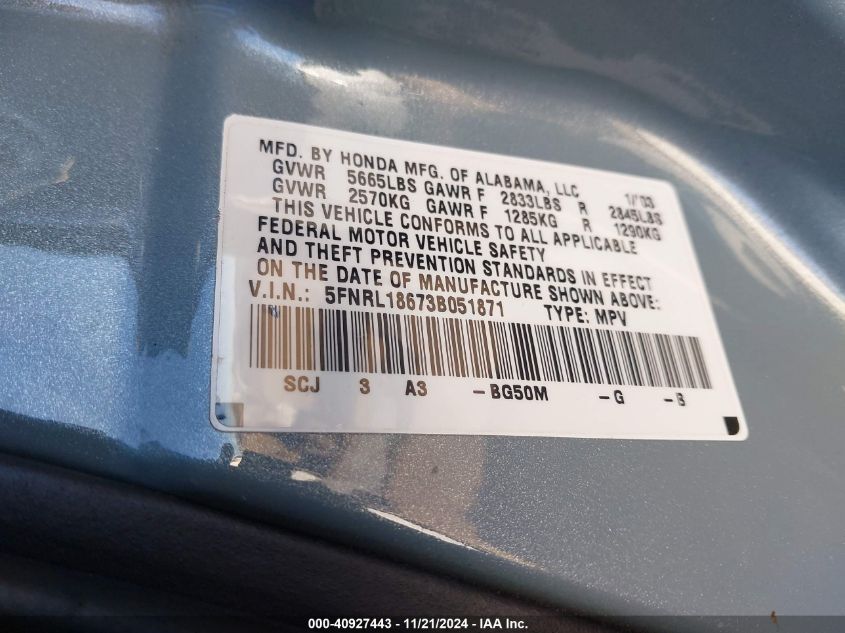 MFD. BY HONDA MFG. OF ALABAMA, LLC 1/'03
GVWR 5665LBS GAWR F 2833LBS R 2845LBS
GVWR 2570KG GAWR F 1285KG R 1290KG
THIS VEHICLE CONFORMS TO ALL APPLICABLE
FEDERAL MOTOR VEHICLE SAFETY
AND THEFT PREVENTION STANDARDS IN EFFECT
ON THE DATE OF MANUFACTURE SHOWN ABOVE:
V.I.N.: 5FNRL18673B051871 TYPE: MPV
SCJ 3 A3 -BG50M -G -B
000-40927443 - 11/21/2024 - IAA Inc.